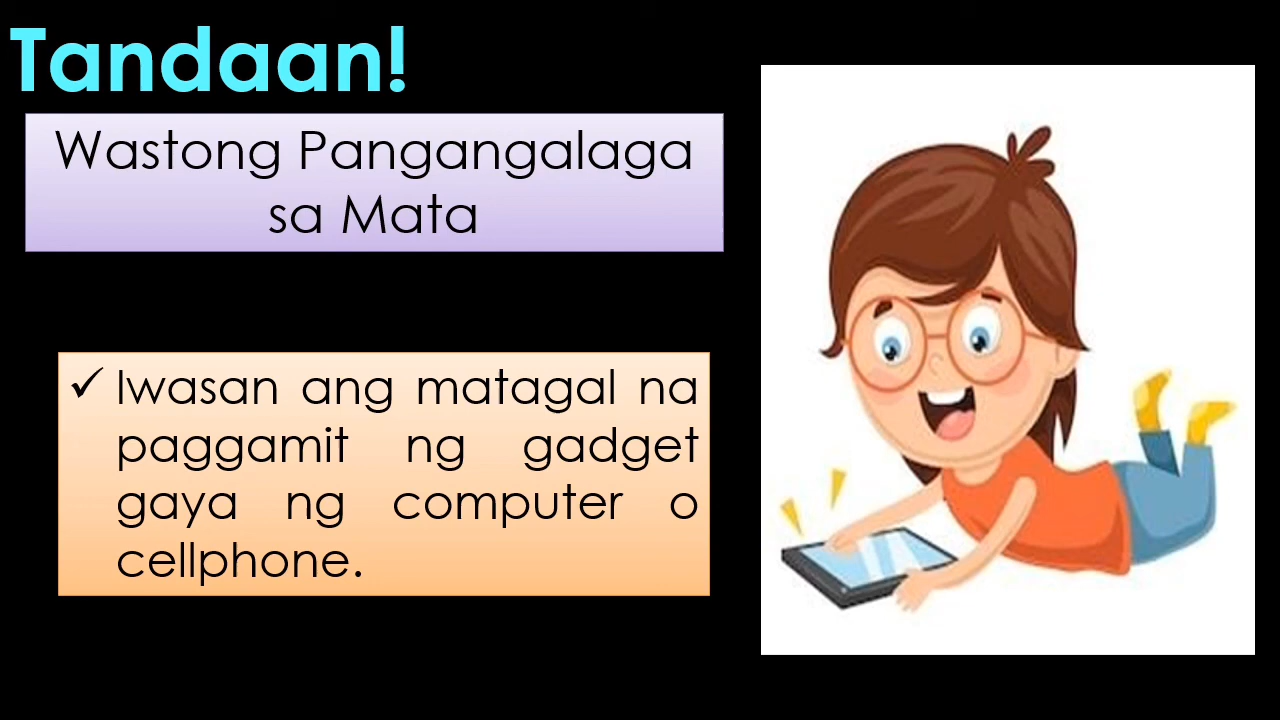 Tandaan!
Wastong Pangangalaga
sa Mata
✓ Iwasan ang matagal na
paggamit ng gadget
gaya ng computer o
cellphone.